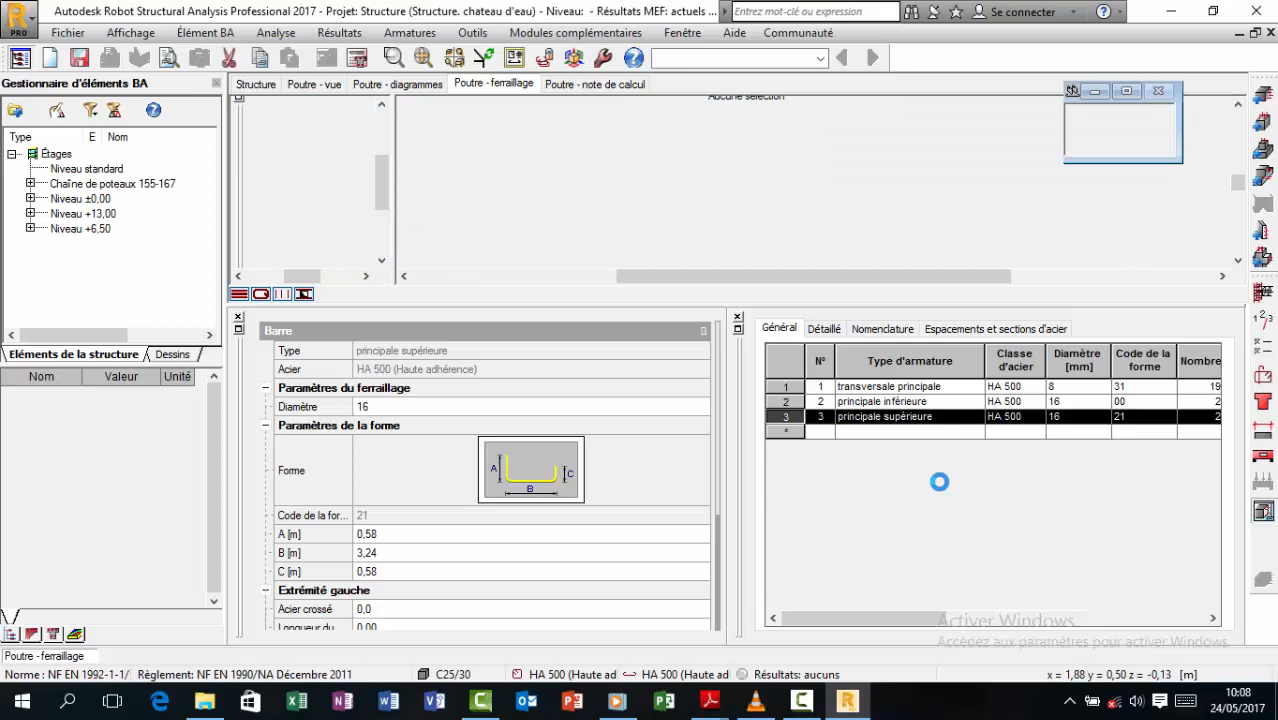 Autodesk Robot Structural Analysis Professional 2017 - Projet: Structure (Structure, chateau d'eau) - Niveau: - Résultats MEF: actuels ...
Entrez mot-clé ou expression
Se connecter
PRO
Fichier Affichage Élément BA Analyse Résultats Armatures Outils Modules complémentaires Fenêtre Aide Communauté
Gestionnaire d'éléments BA
Structure Poutre - vue Poutre - diagrammes Poutre - ferraillage Poutre - note de calcul
Aucune sélection
Type E Nom
Étages
Niveau standard
Chaîne de poteaux 155-167
Niveau ±0,00
Niveau +13,00
Niveau +6,50
Eléments de la structure Dessins
Nom Valeur Unité
Barre
Type principale supérieure
Acier HA 500 (Haute adhérence)
Paramètres du ferraillage
Diamètre 16
Paramètres de la forme
Forme A B C
Code de la for... 21
A [m] 0,58
B [m] 3,24
C [m] 0,58
Extrémité gauche
Acier crossé 0,0
Longueur du 0,00
Général Détaillé Nomenclature Espacements et sections d'acier
N° Type d'armature Classe d'acier Diamètre [mm] Code de la forme Nombre
1 1 transversale principale HA 500 8 31 19
2 2 principale inférieure HA 500 16 00 2
3 3 principale supérieure HA 500 16 21 2
*
Activer Windows
Accédez aux paramètres pour activer Windows.
Poutre - ferraillage
Norme : NF EN 1992-1-1/ Règlement: NF EN 1990/NA Décembre 2011 C25/30 HA 500 (Haute ad HA 500 (Haute ad Résultats: aucuns x = 1,88 y = 0,50 z = -0,13 [m]
10:08
24/05/2017